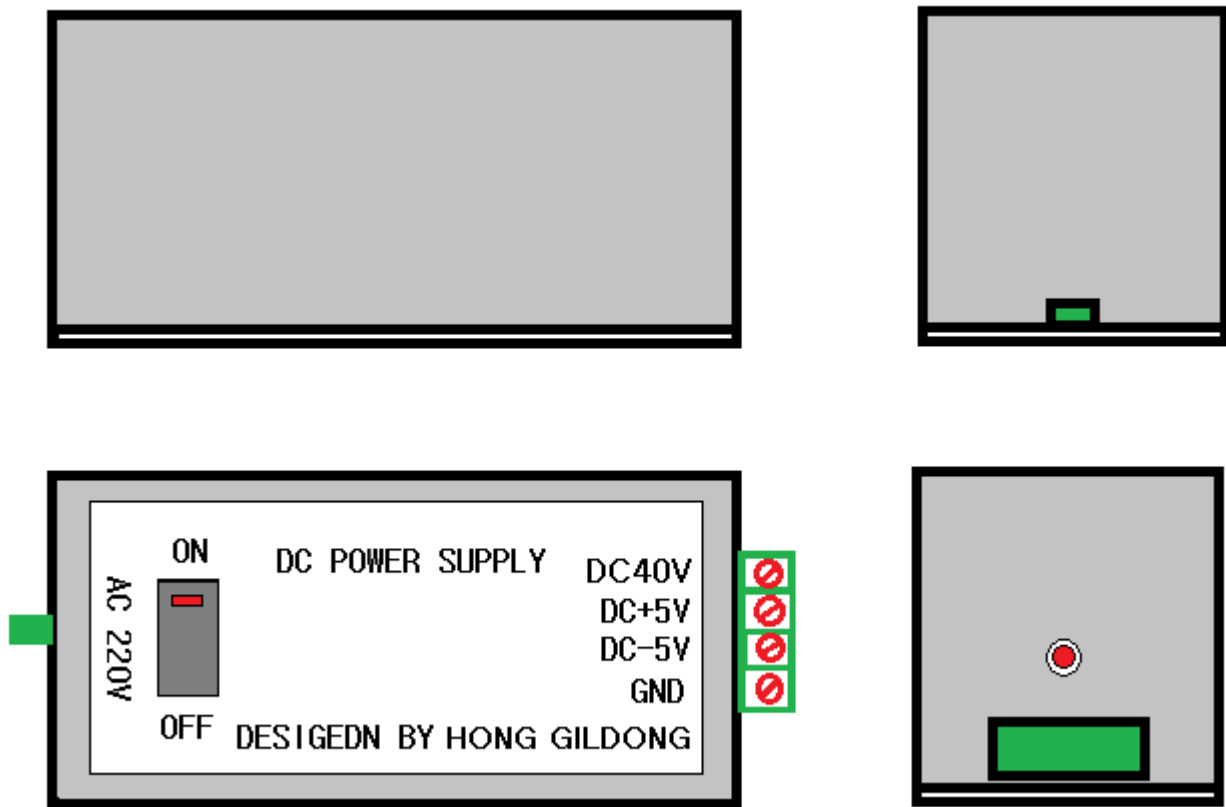 ON
DC POWER SUPPLY
AC 220V
DC40V
DC+5V
DC-5V
GND
OFF
DESIGEDN BY HONG GILDONG